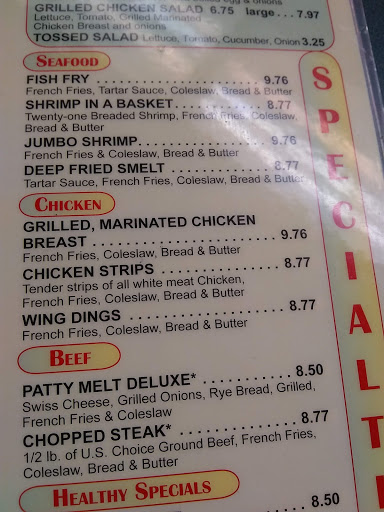 egg & onions
GRILLED CHICKEN SALAD 6.75 large . . . 7.97
Lettuce, Tomato, Grilled Marinated
Chicken Breast and onions
TOSSED SALAD Lettuce, Tomato, Cucumber, Onion 3.25
SEAFOOD
FISH FRY . . . . . . . . . . . . . . . . . . . 9.76
French Fries, Tartar Sauce, Coleslaw, Bread & Butter
SHRIMP IN A BASKET . . . . . . . . . . 8.77
Twenty-one Breaded Shrimp, French Fries, Coleslaw,
Bread & Butter
JUMBO SHRIMP . . . . . . . . . . . . . . 9.76
French Fries & Coleslaw, Bread & Butter
DEEP FRIED SMELT . . . . . . . . . . . 8.77
Tartar Sauce, French Fries, Coleslaw, Bread & Butter
CHICKEN
GRILLED, MARINATED CHICKEN
BREAST . . . . . . . . . . . . . . . . . . . . 9.76
French Fries, Coleslaw, Bread & Butter
CHICKEN STRIPS . . . . . . . . . . . . . 8.77
Tender strips of all white meat Chicken,
French Fries, Coleslaw, Bread & Butter
WING DINGS . . . . . . . . . . . . . . . . 8.77
French Fries, Coleslaw, Bread & Butter
BEEF
PATTY MELT DELUXE* . . . . . . . . . 8.50
Swiss Cheese, Grilled Onions, Rye Bread, Grilled,
French Fries & Coleslaw
CHOPPED STEAK* . . . . . . . . . . . . 8.77
1/2 lb. of U.S. Choice Ground Beef, French Fries,
Coleslaw, Bread & Butter
HEALTHY SPECIALS
8.50
SPECIALT